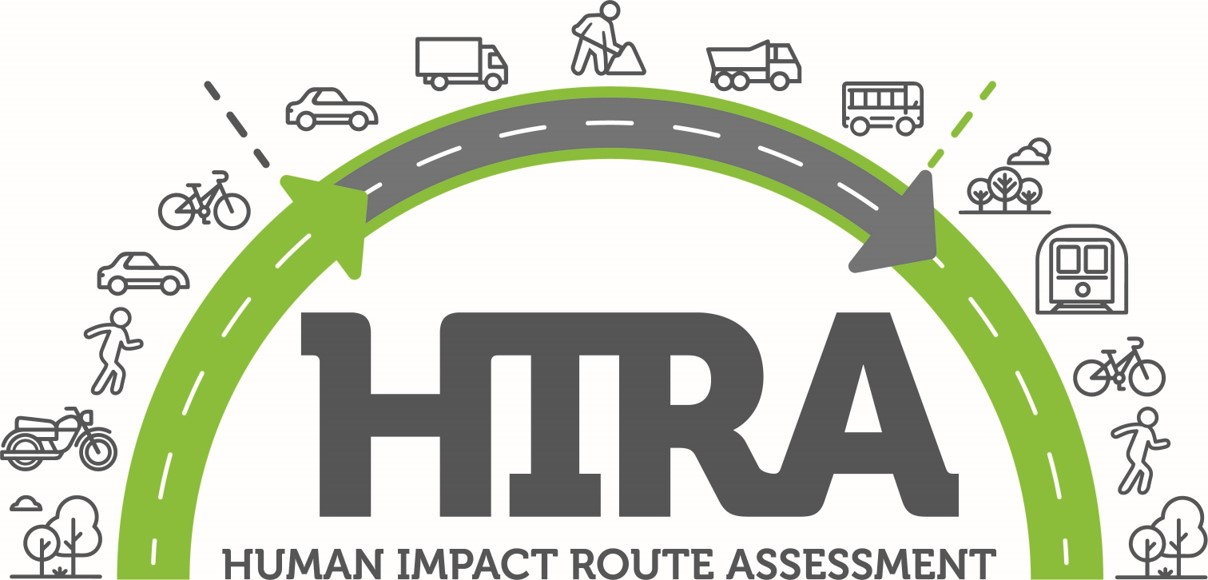 HIRA
HUMAN IMPACT ROUTE ASSESSMENT